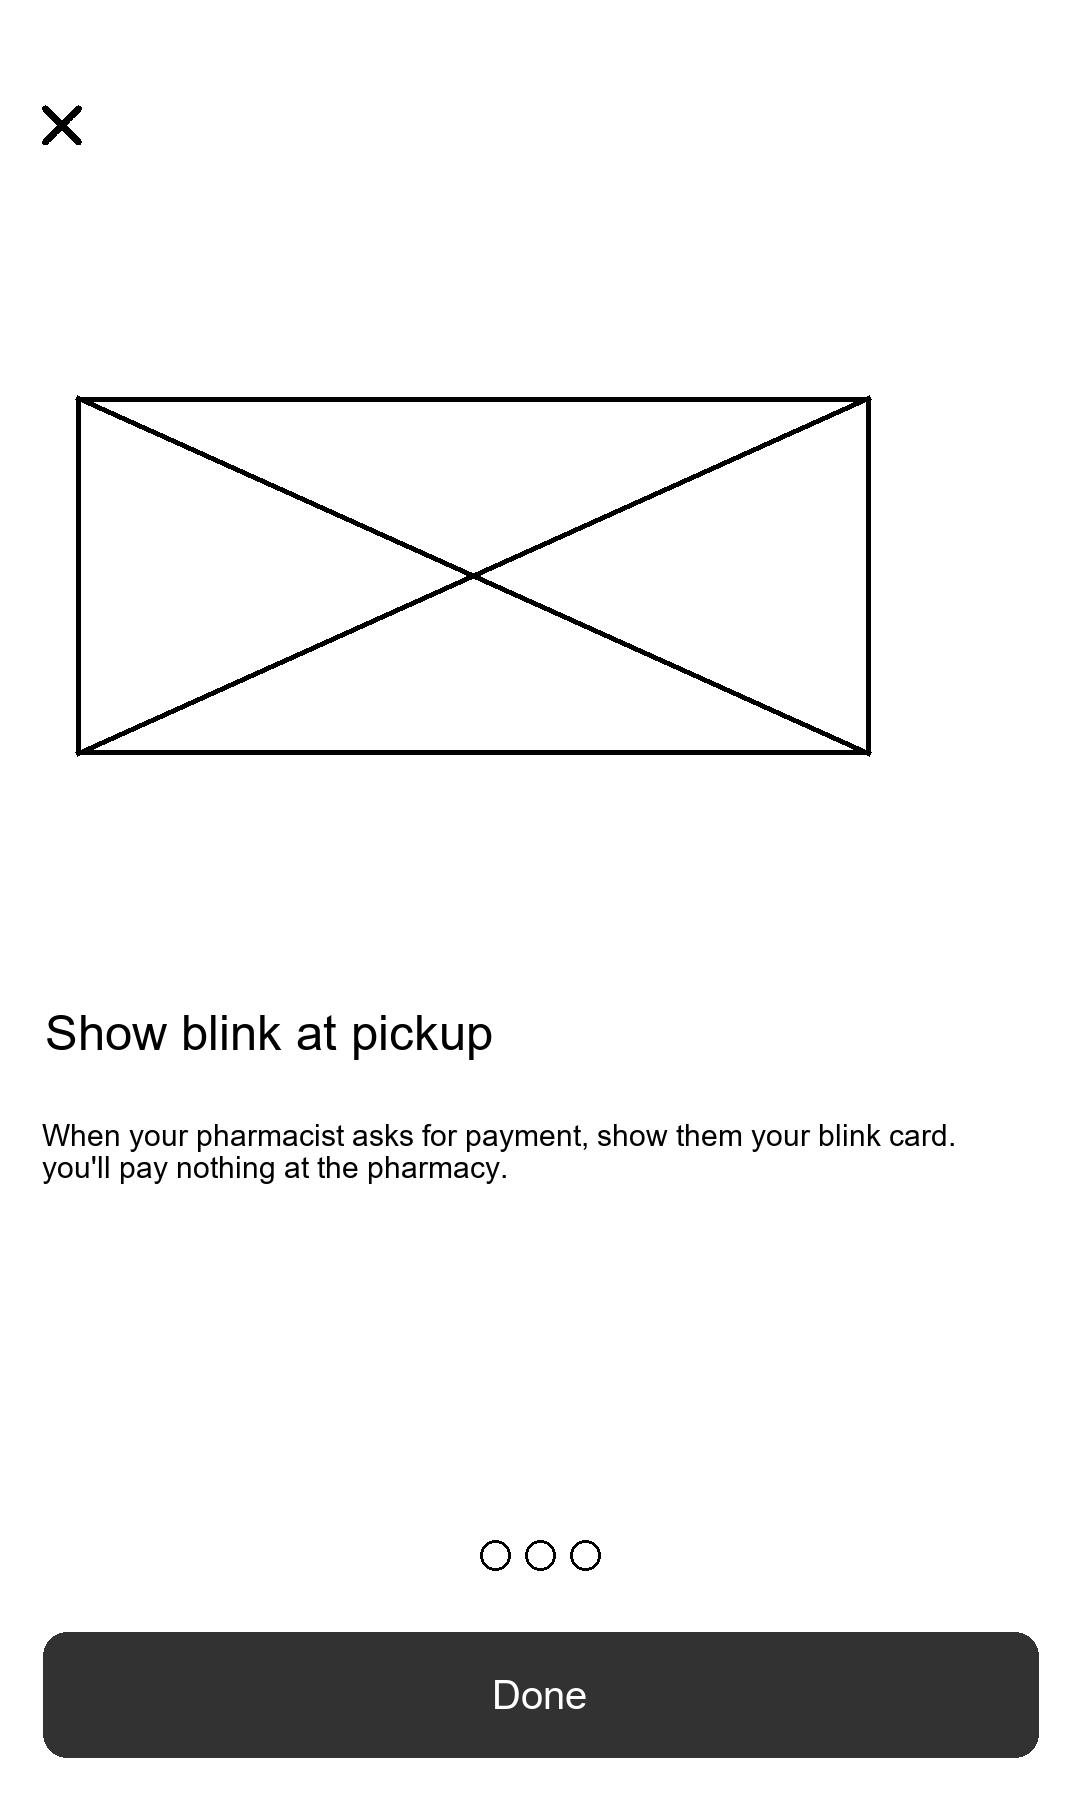 Show blink at pickup
When your pharmacist asks for payment, show them your blink card.
you'll pay nothing at the pharmacy.
Done